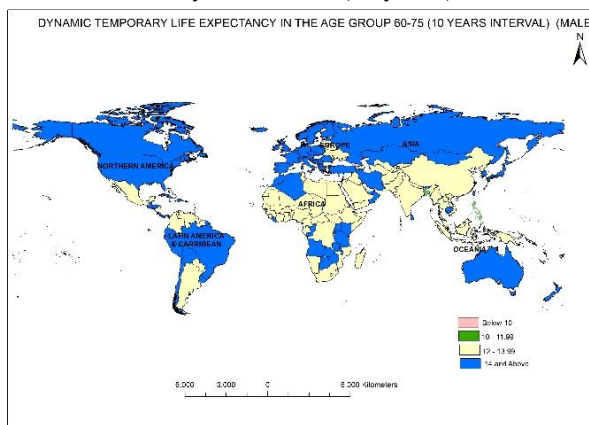 DYNAMIC TEMPORARY LIFE EXPECTANCY IN THE AGE GROUP 60-75 (10 YEARS INTERVAL) (MALE
N
EUROPE
ASIA
NORTHERN AMERICA
AFRICA
LATIN AMERICA
& CARRIBEAN
OCEANIA
Below 10
10 - 11.99
12 - 13.99
14 and Above
6,000 3,000 0 6,000 Kilometers